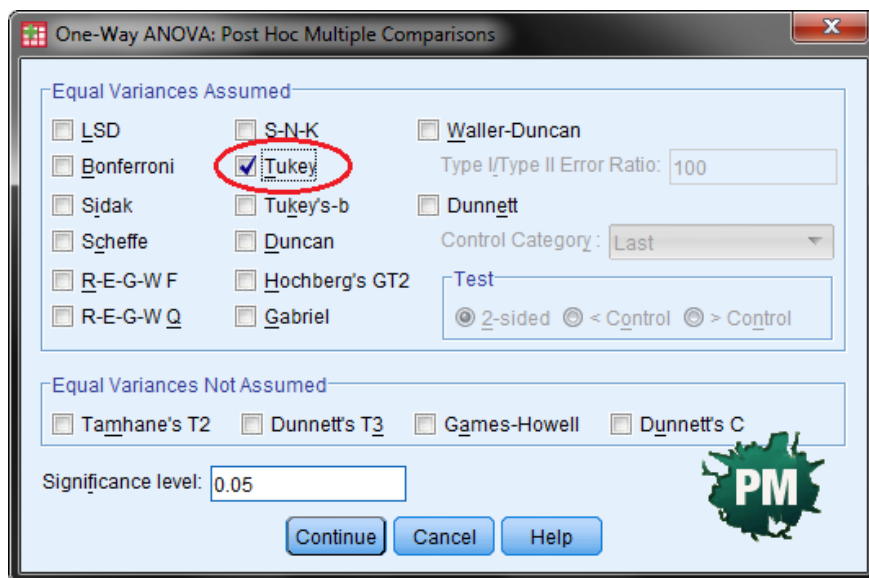 One-Way ANOVA: Post Hoc Multiple Comparisons
Equal Variances Assumed
LSD
S-N-K
Waller-Duncan
Bonferroni
Tukey
Type I/Type II Error Ratio: 100
Sidak
Tukey's-b
Dunnett
Scheffe
Duncan
Control Category : Last
R-E-G-W F
Hochberg's GT2
Test
R-E-G-W Q
Gabriel
2-sided
< Control
> Control
Equal Variances Not Assumed
Tamhane's T2
Dunnett's T3
Games-Howell
Dunnett's C
Significance level: 0.05
PM
Continue
Cancel
Help